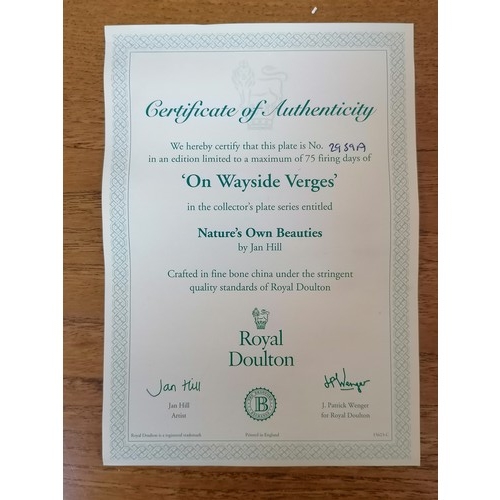 Certificate of Authenticity
We hereby certify that this plate is No. 2959A
in an edition limited to a maximum of 75 firing days of
'On Wayside Verges'
in the collector's plate series entitled
Nature's Own Beauties
by Jan Hill
Crafted in fine bone china under the stringent
quality standards of Royal Doulton
Royal
Doulton
Jan Hill
Jan Hill
Artist
B
JPWenger
J. Patrick Wenger
for Royal Doulton
Royal Doulton is a registered trademark
Printed in England